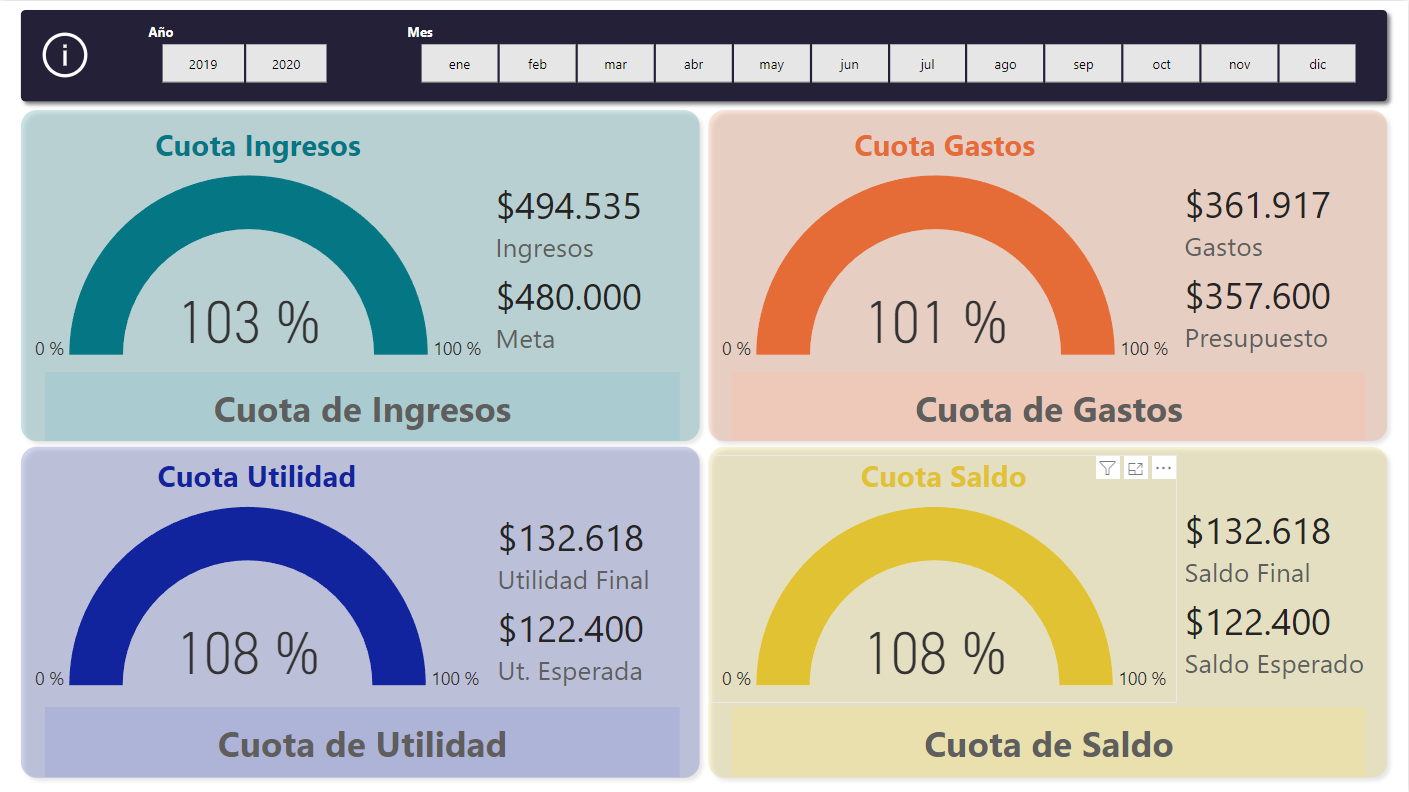 i
Año
Mes
2019 2020
ene feb mar abr may jun jul ago sep oct nov dic
Cuota Ingresos
$494.535
Ingresos
$480.000
Meta
103 %
0 % 100 %
Cuota de Ingresos
Cuota Gastos
$361.917
Gastos
$357.600
Presupuesto
101 %
0 % 100 %
Cuota de Gastos
Cuota Utilidad
$132.618
Utilidad Final
$122.400
Ut. Esperada
108 %
0 % 100 %
Cuota de Utilidad
Cuota Saldo
$132.618
Saldo Final
$122.400
Saldo Esperado
108 %
0 % 100 %
Cuota de Saldo